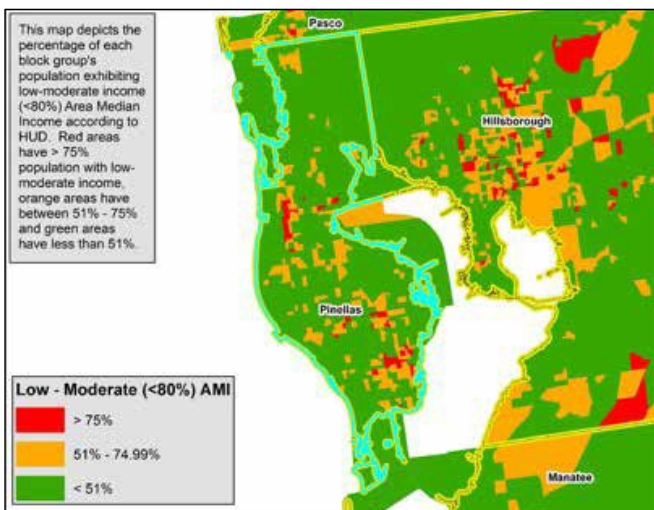 This map depicts the
percentage of each
block group's
population exhibiting
low-moderate income
(<80%) Area Median
Income according to
HUD. Red areas
have > 75%
population with low-
moderate income,
orange areas have
between 51% - 75%
and green areas
have less than 51%.
Pasco
Hillsborough
Pinellas
Manatee
Low - Moderate (<80%) AMI
> 75%
51% - 74.99%
< 51%